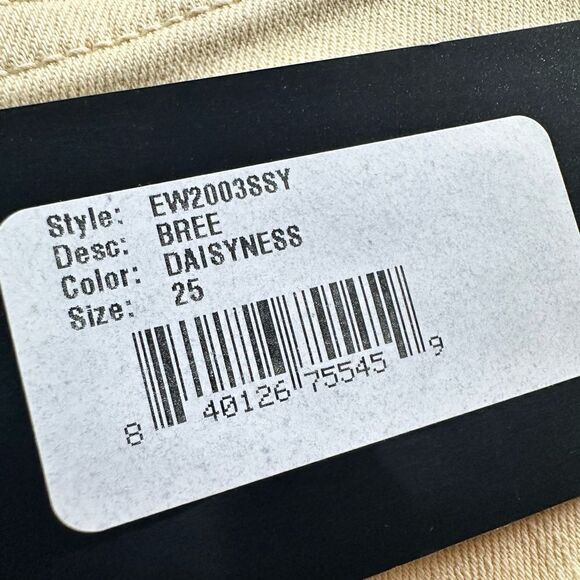 Style: EW2003SSY
Desc: BREE
Color: DAISYNESS
Size: 25
8 40126 75545 9